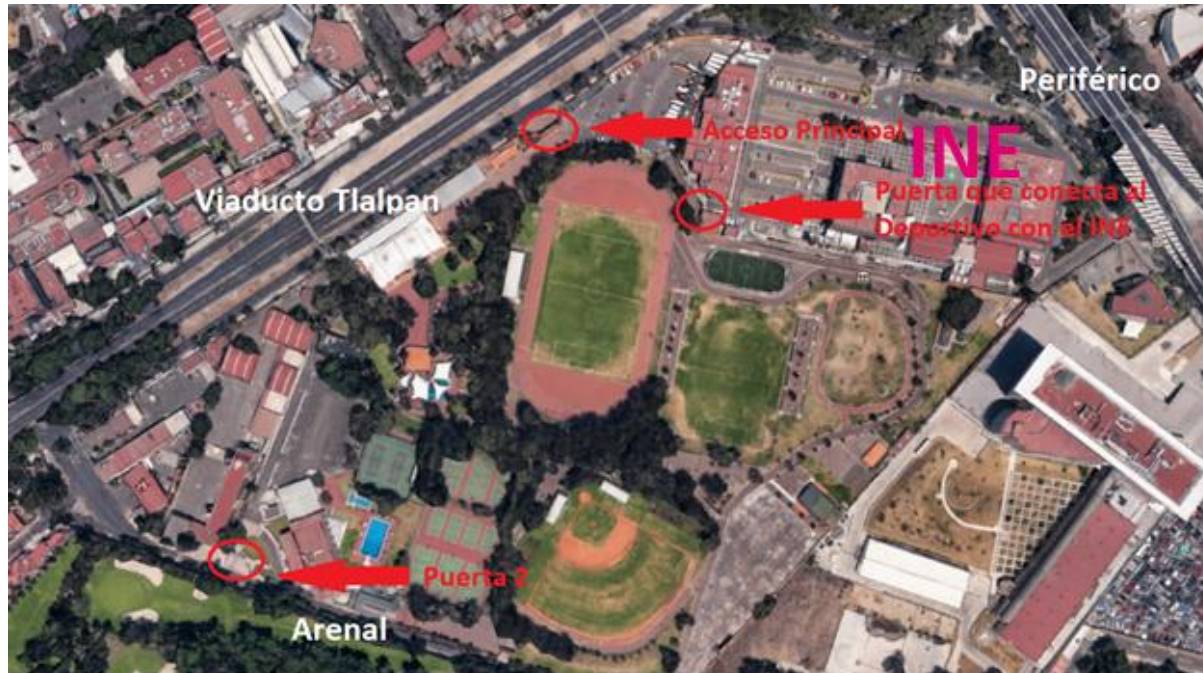 Periférico
Acceso Principal
INE
Puerta que conecta al
Deportivo con el INE
Viaducto Tlalpan
Puerta 2
Arenal